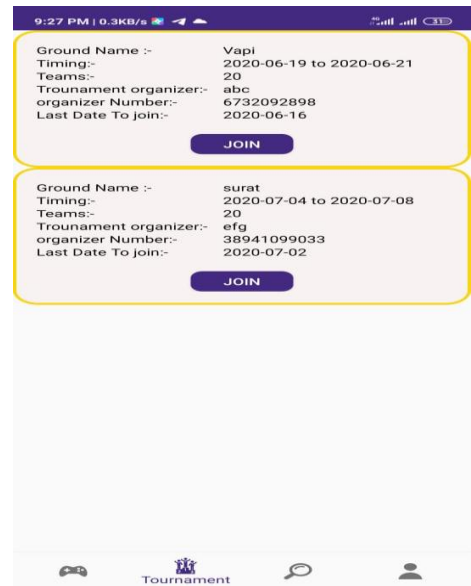 9:27 PM | 0.3KB/s
31
Ground Name :- Vapi
Timing:- 2020-06-19 to 2020-06-21
Teams:- 20
Trounament organizer:- abc
organizer Number:- 6732092898
Last Date To join:- 2020-06-16
JOIN
Ground Name :- surat
Timing:- 2020-07-04 to 2020-07-08
Teams:- 20
Trounament organizer:- efg
organizer Number:- 38941099033
Last Date To join:- 2020-07-02
JOIN
Tournament